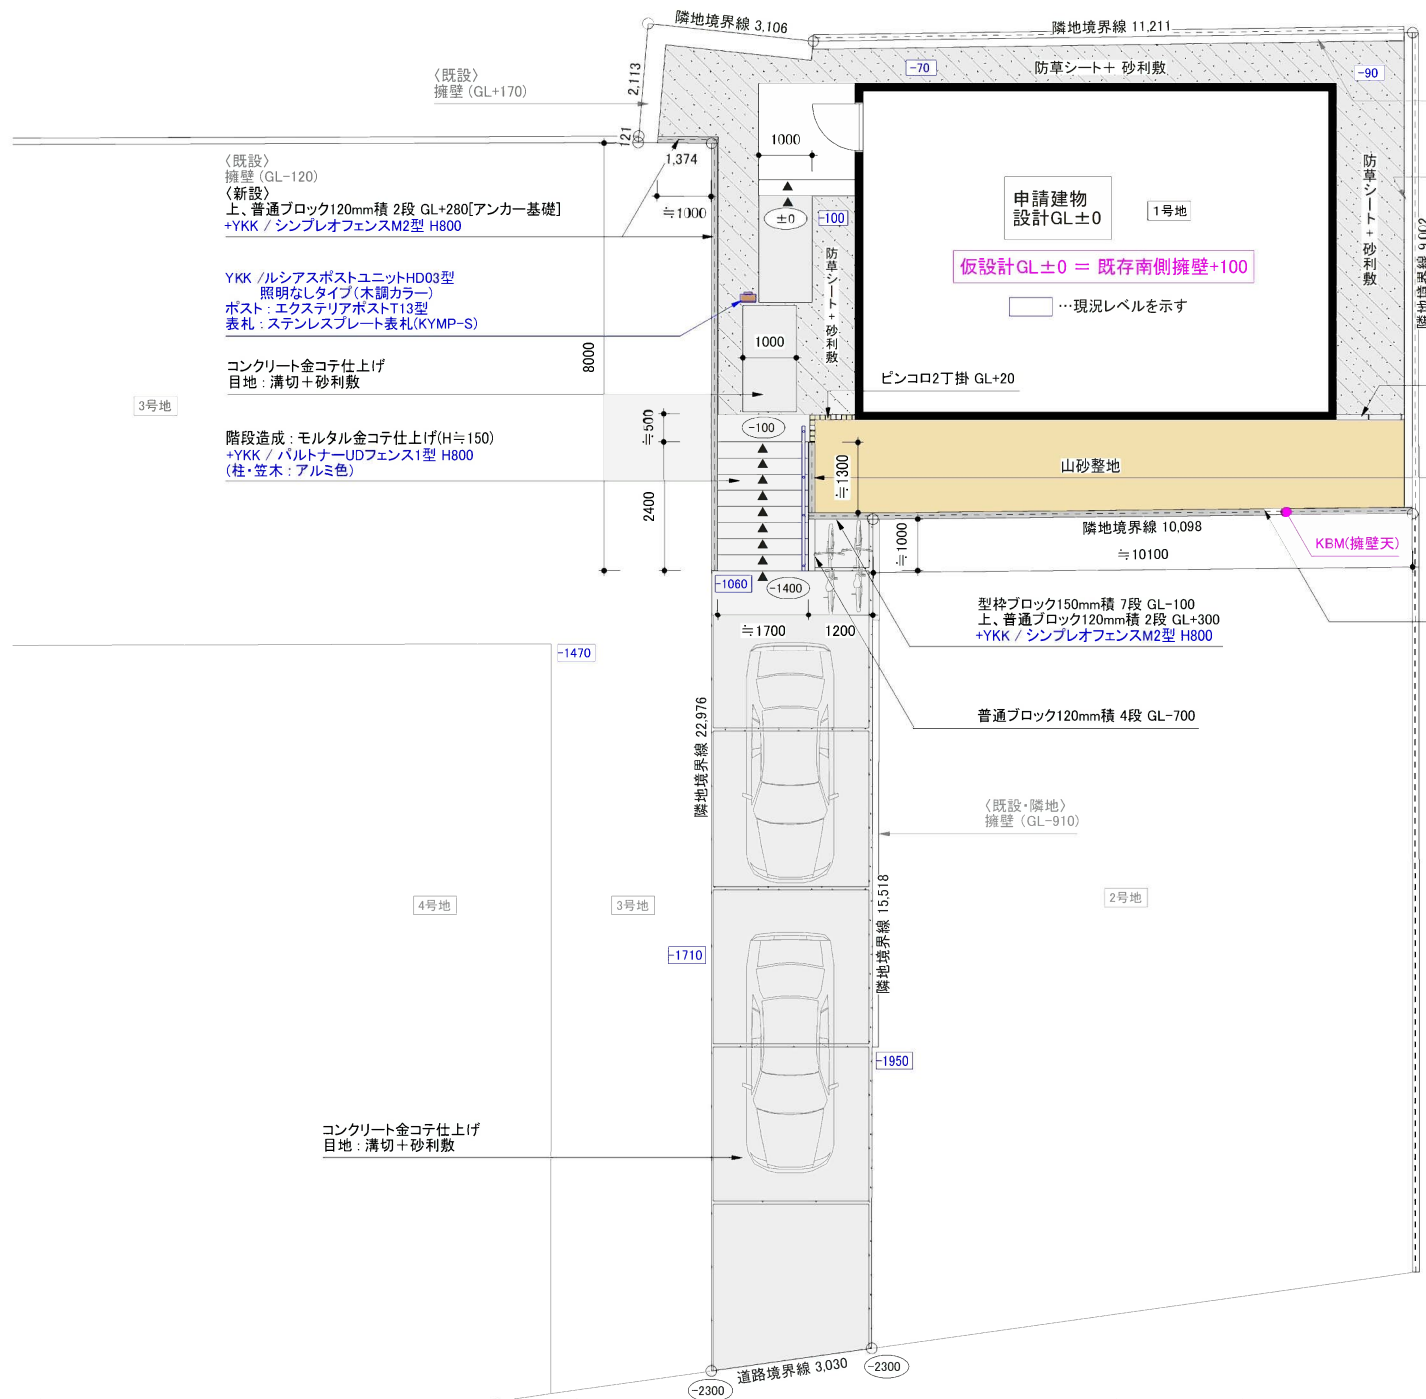 隣地境界線 3,106
隣地境界線 11,211
〈既設〉
擁壁 (GL+170)
2,113
121
-70
防草シート+ 砂利敷
-90
1000
1,374
≒1000
〈既設〉
擁壁 (GL-120)
〈新設〉
上、普通ブロック120mm積 2段 GL+280[アンカー基礎]
+YKK / シンプレオフェンスM2型 H800
±0
-100
防草シート + 砂利敷
申請建物
設計GL±0
1号地
防草シート + 砂利敷
隣地境界線 9,002
仮設計GL±0 = 既存南側擁壁+100
…現況レベルを示す
YKK /ルシアスポストユニットHD03型
照明なしタイプ(木調カラー)
ポスト : エクステリアポストT13型
表札 : ステンレスプレート表札(KYMP-S)
8000
1000
コンクリート金コテ仕上げ
目地 : 溝切+砂利敷
ピンコロ2丁掛 GL+20
3号地
≒500
-100
階段造成 : モルタル金コテ仕上げ(H≒150)
+YKK / パルトナーUDフェンス1型 H800
(柱・笠木 : アルミ色)
2400
≒1300
山砂整地
隣地境界線 10,098
KBM(擁壁天)
≒1000
≒10100
-1060
-1400
≒1700
1200
型枠ブロック150mm積 7段 GL-100
上、普通ブロック120mm積 2段 GL+300
+YKK / シンプレオフェンスM2型 H800
-1470
隣地境界線 22,976
普通ブロック120mm積 4段 GL-700
〈既設・隣地〉
擁壁 (GL-910)
4号地
3号地
2号地
隣地境界線 15,518
-1710
-1950
コンクリート金コテ仕上げ
目地 : 溝切+砂利敷
道路境界線 3,030
-2300
-2300